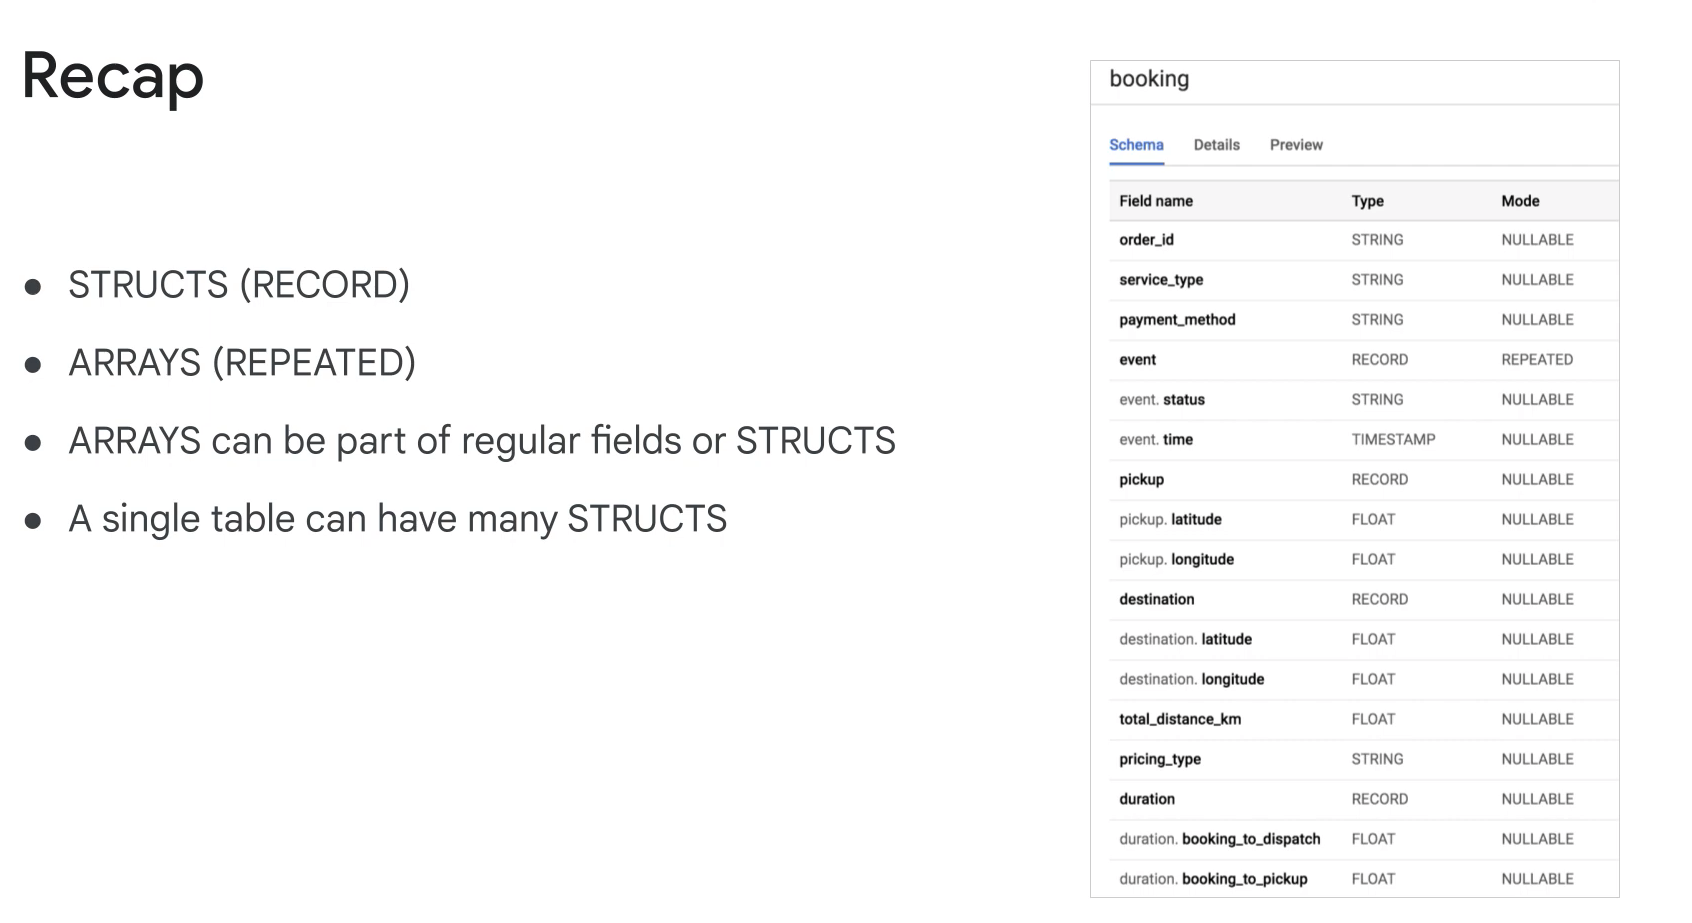 Recap
● STRUCTS (RECORD)
● ARRAYS (REPEATED)
● ARRAYS can be part of regular fields or STRUCTS
● A single table can have many STRUCTS
booking
Schema Details Preview
Field name Type Mode
order_id STRING NULLABLE
service_type STRING NULLABLE
payment_method STRING NULLABLE
event RECORD REPEATED
event. status STRING NULLABLE
event. time TIMESTAMP NULLABLE
pickup RECORD NULLABLE
pickup. latitude FLOAT NULLABLE
pickup. longitude FLOAT NULLABLE
destination RECORD NULLABLE
destination. latitude FLOAT NULLABLE
destination. longitude FLOAT NULLABLE
total_distance_km FLOAT NULLABLE
pricing_type STRING NULLABLE
duration RECORD NULLABLE
duration. booking_to_dispatch FLOAT NULLABLE
duration. booking_to_pickup FLOAT NULLABLE